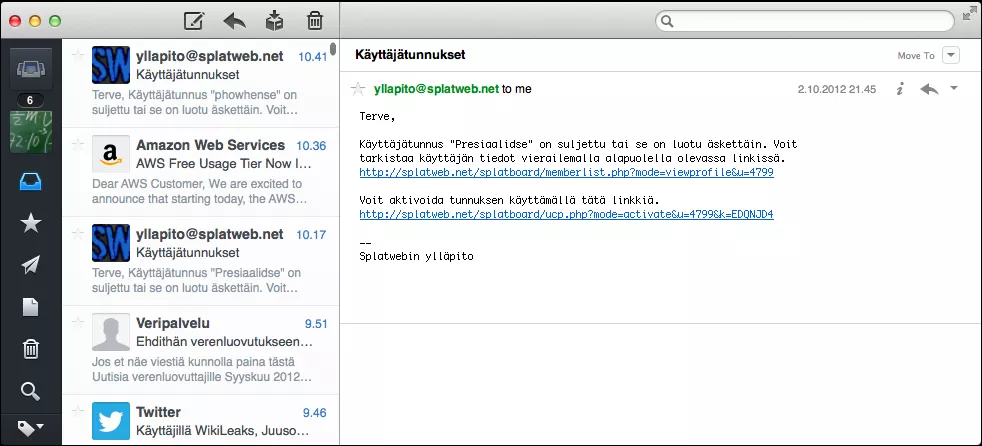 6
yllapito@splatweb.net 10.41
Käyttäjätunnukset
Terve, Käyttäjätunnus "phowhense" on
suljettu tai se on luotu äskettäin. Voit…
Amazon Web Services 10.36
AWS Free Usage Tier Now I…
Dear AWS Customer, We are excited to
announce that starting today, the AWS…
yllapito@splatweb.net 10.17
Käyttäjätunnukset
Terve, Käyttäjätunnus "Presiaalidse" on
suljettu tai se on luotu äskettäin. Voit…
Veripalvelu 9.51
Ehdithän verenluovutukseen…
Jos et näe viestiä kunnolla paina tästä
Uutisia verenluovuttajille Syyskuu 2012…
Twitter 9.46
Käyttäjillä WikiLeaks, Juuso…
Käyttäjätunnukset
Move To
yllapito@splatweb.net to me
2.10.2012 21.45
Terve,
Käyttäjätunnus "Presiaalidse" on suljettu tai se on luotu äskettäin. Voit
tarkistaa käyttäjän tiedot vierailemalla alapuolella olevassa linkissä.
http://splatweb.net/splatboard/memberlist.php?mode=viewprofile&u=4799
Voit aktivoida tunnuksen käyttämällä tätä linkkiä.
http://splatweb.net/splatboard/ucp.php?mode=activate&u=4799&k=EDQNJD4
--
Splatwebin ylläpito